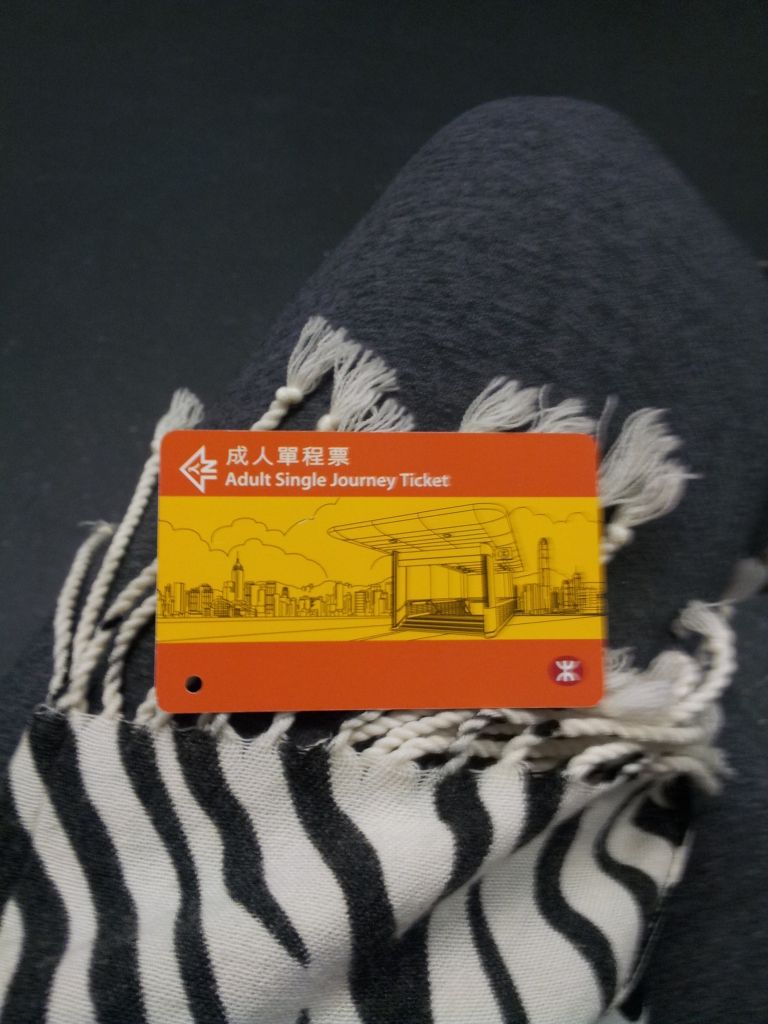 成人單程票
Adult Single Journey Ticket